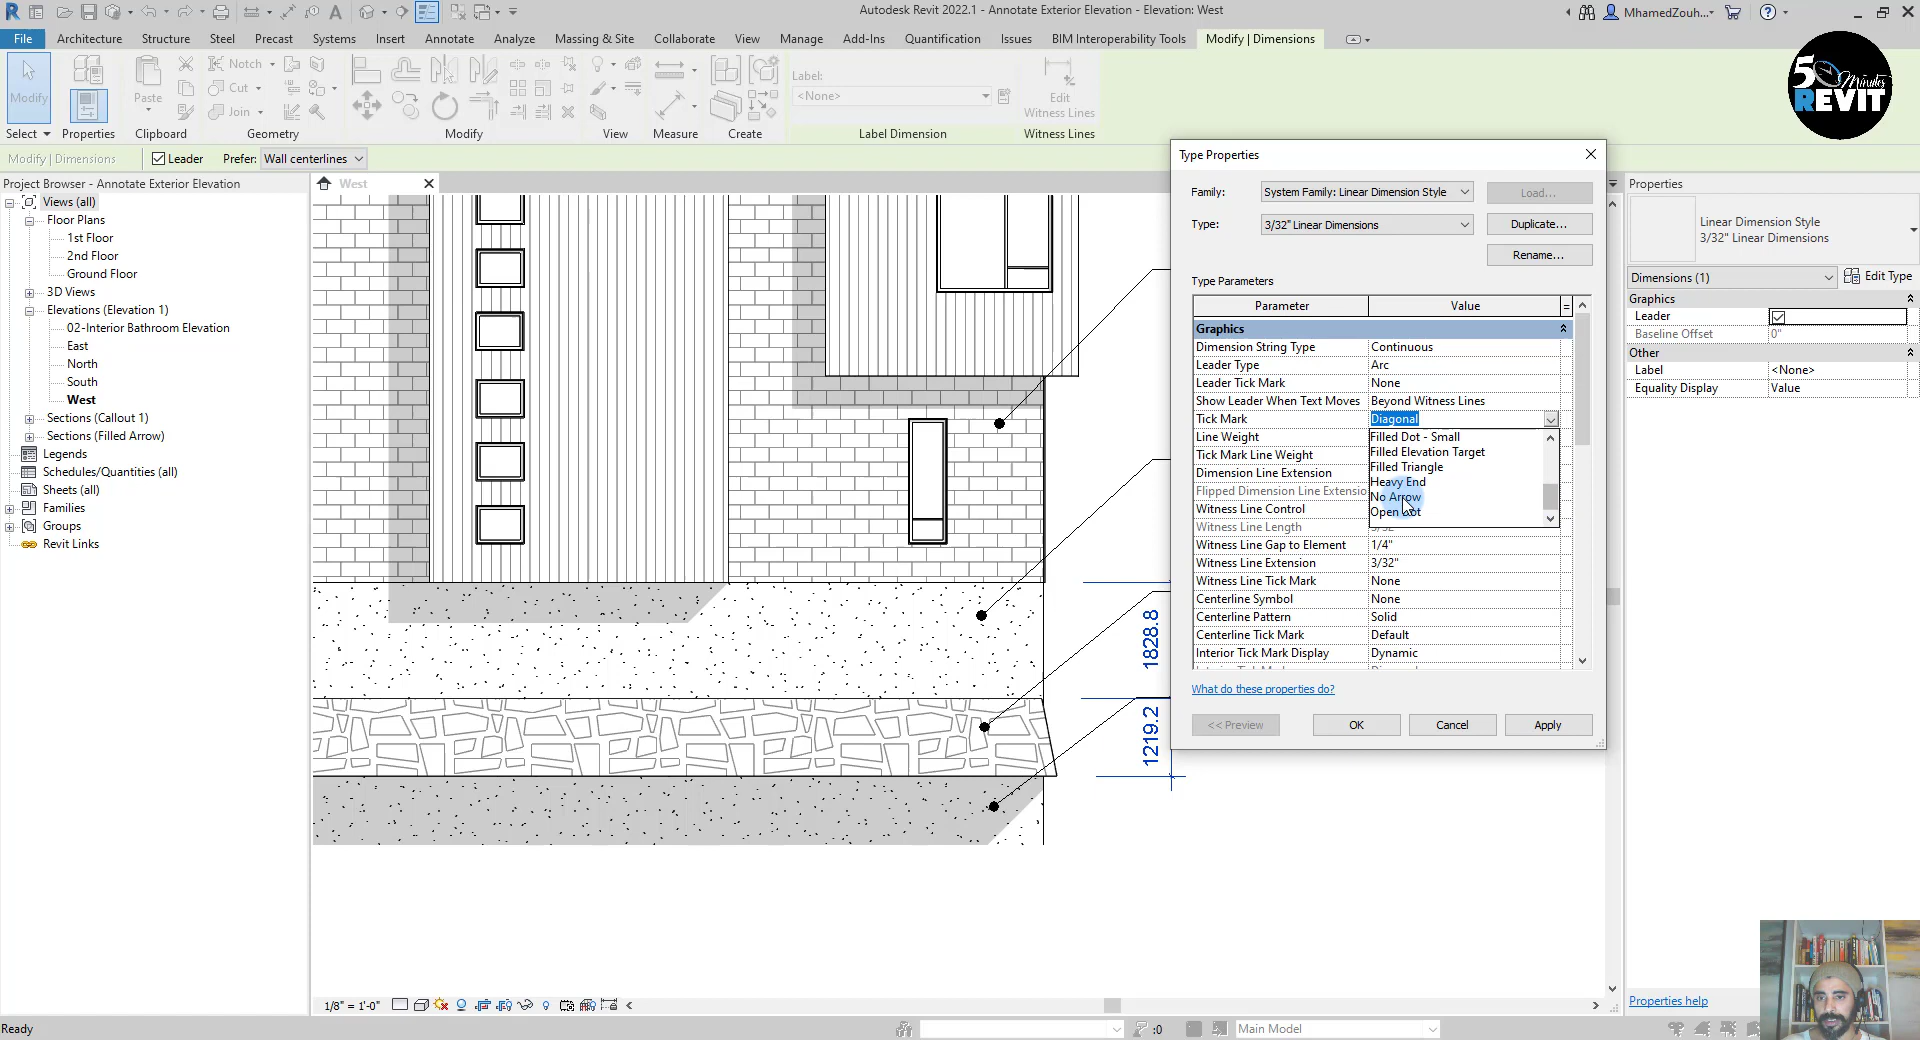 Autodesk Revit 2022.1 - Annotate Exterior Elevation - Elevation: West
MhamedZouh...
File Architecture Structure Steel Precast Systems Insert Annotate Analyze Massing & Site Collaborate View Manage Add-Ins Quantification Issues BIM Interoperability Tools Modify | Dimensions
5 Minutes
REVIT
Modify
Paste
Notch
Cut
Join
Label:
<None>
Edit
Witness Lines
Select Properties Clipboard Geometry Modify View Measure Create Label Dimension Witness Lines
Modify | Dimensions Leader Prefer: Wall centerlines
Project Browser - Annotate Exterior Elevation
Views (all)
Floor Plans
1st Floor
2nd Floor
Ground Floor
3D Views
Elevations (Elevation 1)
02-Interior Bathroom Elevation
East
North
South
West
Sections (Callout 1)
Sections (Filled Arrow)
Legends
Schedules/Quantities (all)
Sheets (all)
Families
Groups
Revit Links
West
1828.8
1219.2
Type Properties
Family: System Family: Linear Dimension Style Load...
Type: 3/32" Linear Dimensions Duplicate...
Rename...
Type Parameters
Parameter Value =
Graphics
Dimension String Type Continuous
Leader Type Arc
Leader Tick Mark None
Show Leader When Text Moves Beyond Witness Lines
Tick Mark Diagonal
Line Weight
Tick Mark Line Weight
Dimension Line Extension
Flipped Dimension Line Extensio
Witness Line Control
Witness Line Length
Filled Dot - Small
Filled Elevation Target
Filled Triangle
Heavy End
No Arrow
Open Dot
Witness Line Gap to Element 1/4"
Witness Line Extension 3/32"
Witness Line Tick Mark None
Centerline Symbol None
Centerline Pattern Solid
Centerline Tick Mark Default
Interior Tick Mark Display Dynamic
What do these properties do?
<< Preview OK Cancel Apply
Properties
Linear Dimension Style
3/32" Linear Dimensions
Dimensions (1) Edit Type
Graphics
Leader
Baseline Offset 0"
Other
Label <None>
Equality Display Value
Properties help
1/8" = 1'-0"
Ready
:0
Main Model